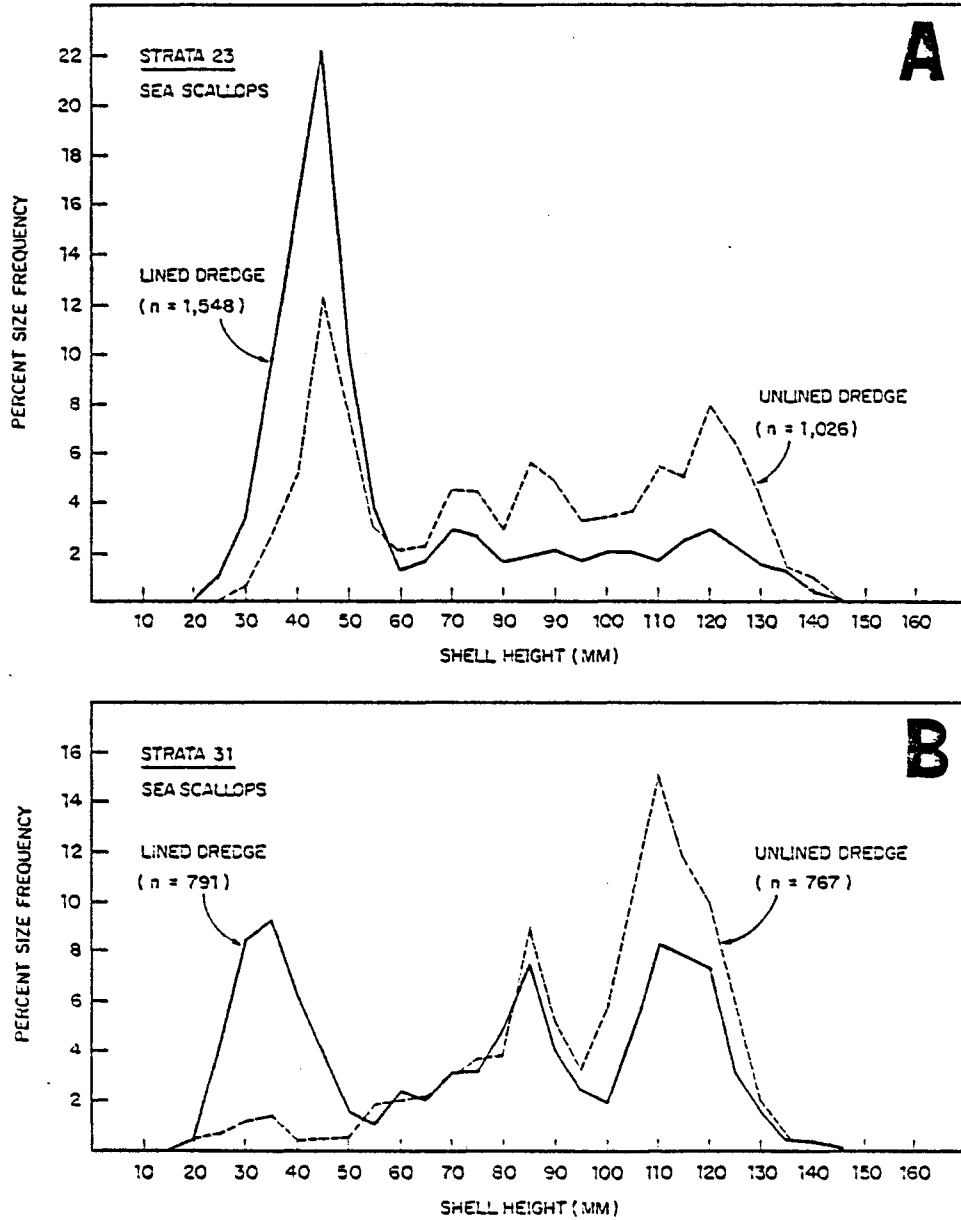 A
STRATA 23
SEA SCALLOPS
LINED DREDGE
(n = 1,548)
UNLINED DREDGE
(n = 1,026)
PERCENT SIZE FREQUENCY
22
20
18
16
14
12
10
8
6
4
2
10 20 30 40 50 60 70 80 90 100 110 120 130 140 150 160
SHELL HEIGHT (MM)
B
STRATA 31
SEA SCALLOPS
LINED DREDGE
(n = 791)
UNLINED DREDGE
(n = 767)
PERCENT SIZE FREQUENCY
16
14
12
10
8
6
4
2
10 20 30 40 50 60 70 80 90 100 110 120 130 140 150 160
SHELL HEIGHT (MM)